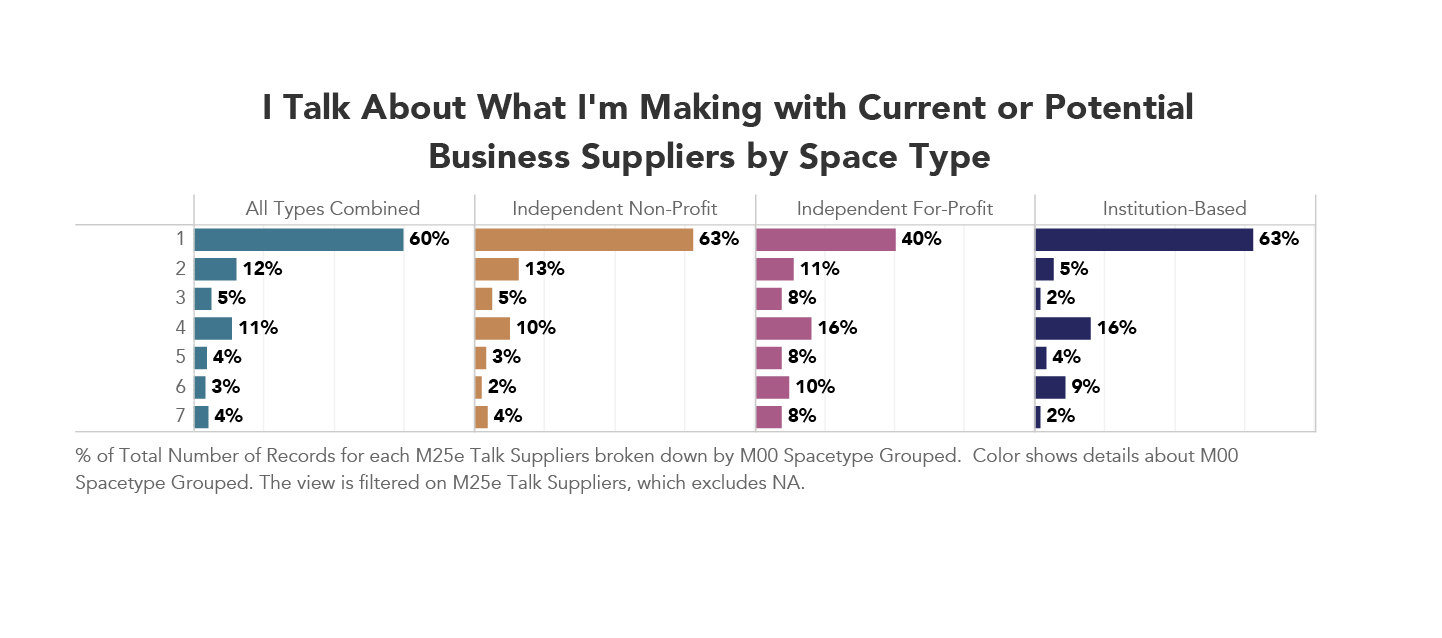 I Talk About What I'm Making with Current or Potential
Business Suppliers by Space Type
All Types Combined Independent Non-Profit Independent For-Profit Institution-Based
1 60% 63% 40% 63%
2 12% 13% 11% 5%
3 5% 5% 8% 2%
4 11% 10% 16% 16%
5 4% 3% 8% 4%
6 3% 2% 10% 9%
7 4% 4% 8% 2%
% of Total Number of Records for each M25e Talk Suppliers broken down by M00 Spacetype Grouped.  Color shows details about M00
Spacetype Grouped. The view is filtered on M25e Talk Suppliers, which excludes NA.